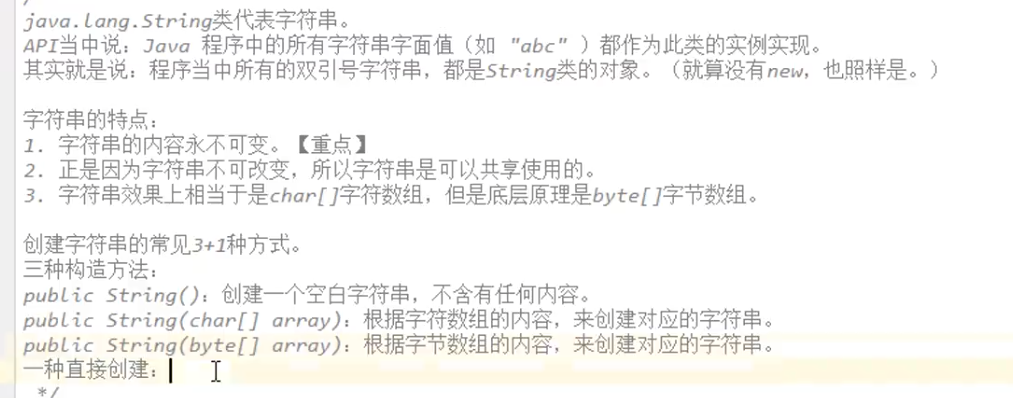 java.lang.String类代表字符串。
API当中说：Java 程序中的所有字符串字面值（如 "abc" ）都作为此类的实例实现。
其实就是说：程序当中所有的双引号字符串，都是String类的对象。（就算没有new，也照样是。）
字符串的特点：
1. 字符串的内容永不可变。【重点】
2. 正是因为字符串不可改变，所以字符串是可以共享使用的。
3. 字符串效果上相当于是char[]字符数组，但是底层原理是byte[]字节数组。
创建字符串的常见3+1种方式。
三种构造方法：
public String()：创建一个空白字符串，不含有任何内容。
public String(char[] array)：根据字符数组的内容，来创建对应的字符串。
public String(byte[] array)：根据字节数组的内容，来创建对应的字符串。
一种直接创建：
*/